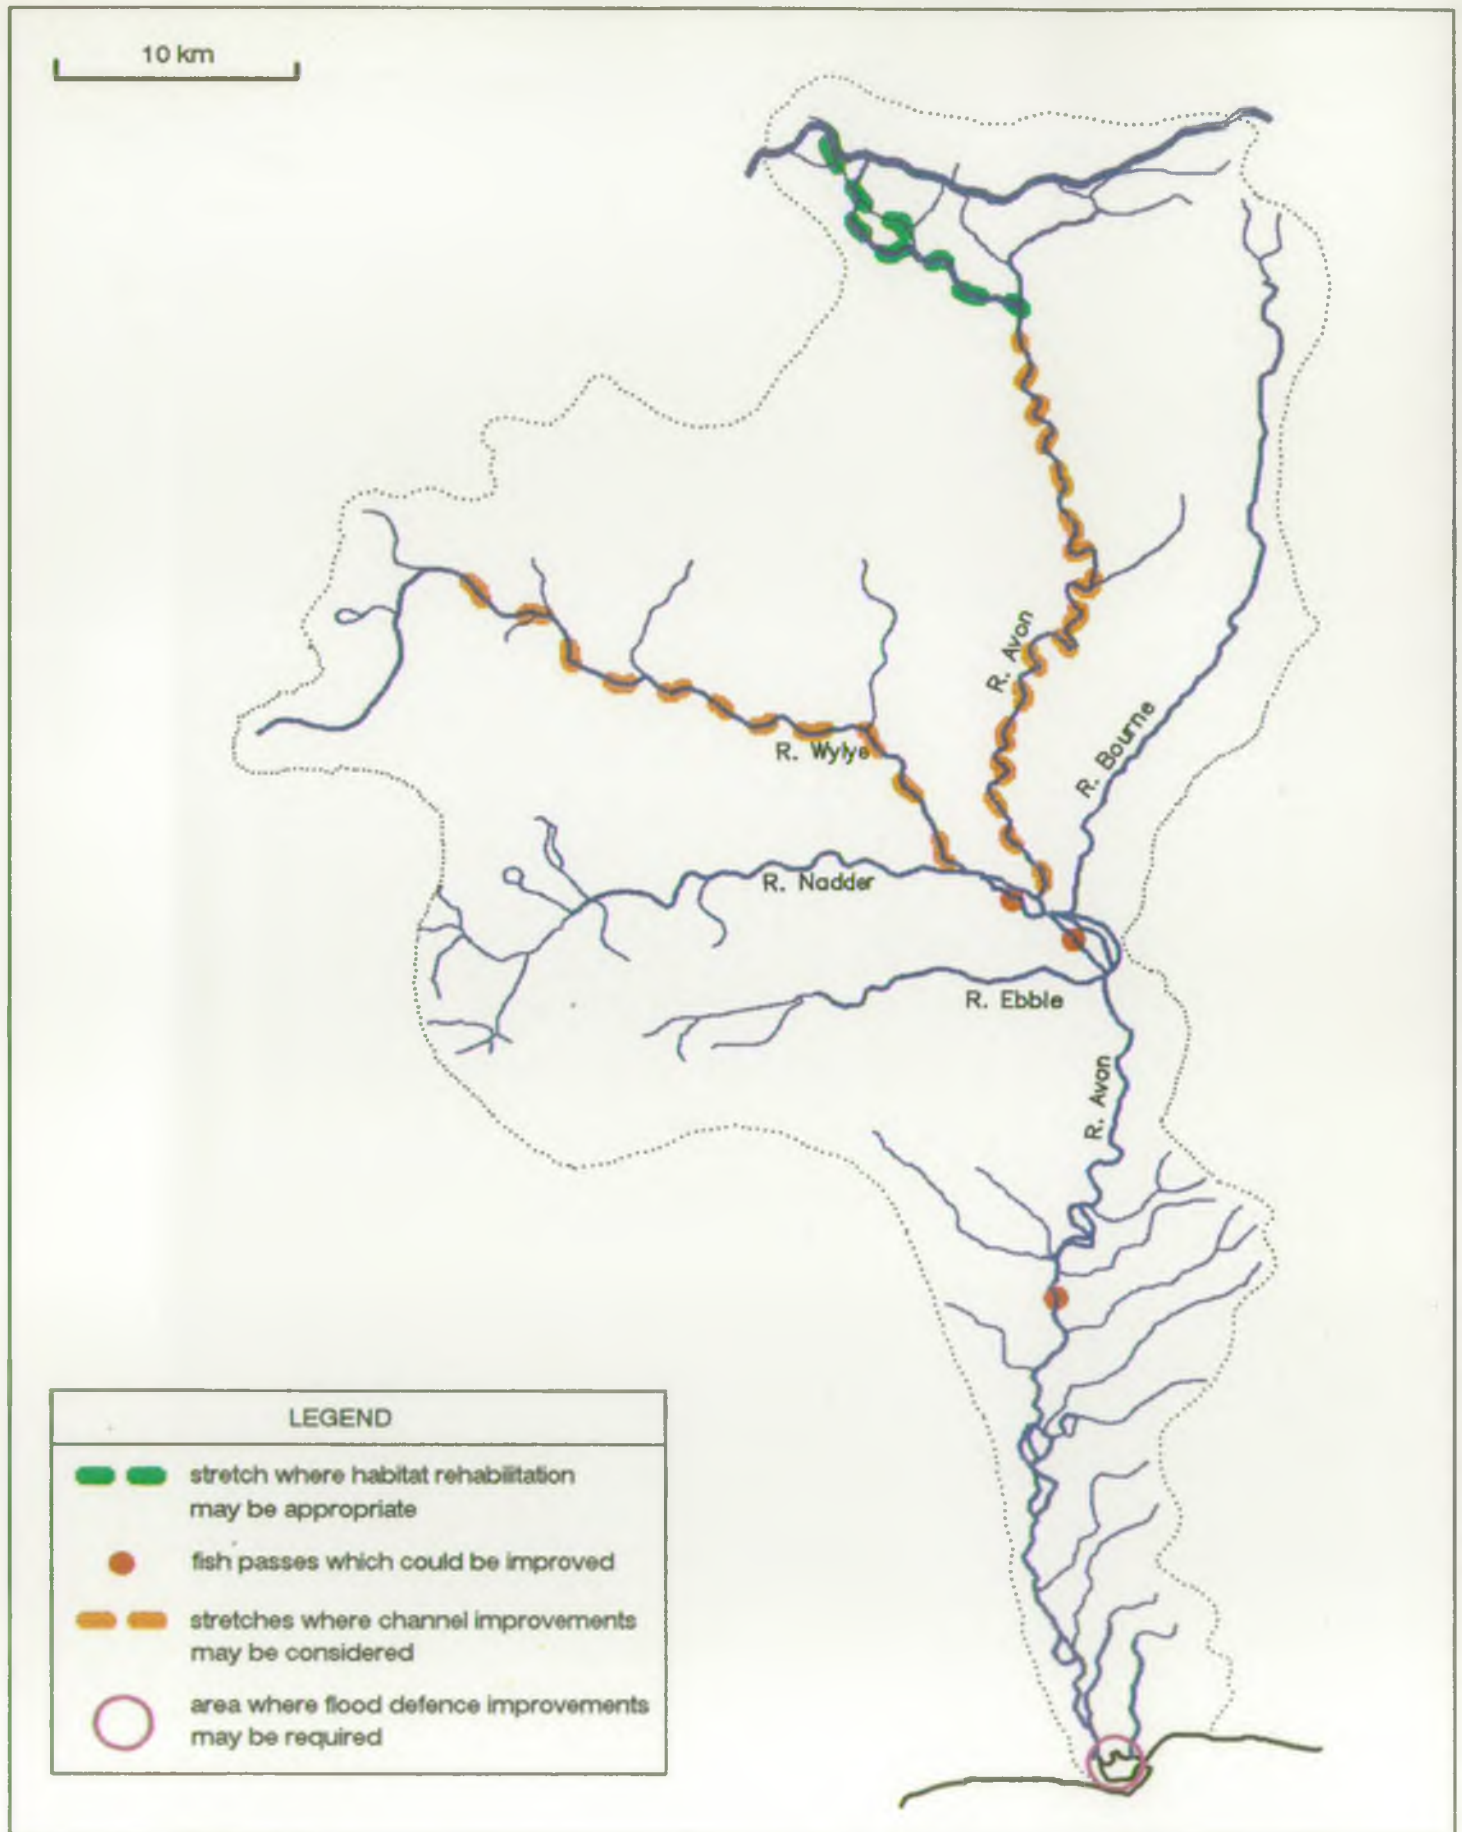 10 km
R. Avon
R. Bourne
R. Wylye
R. Nadder
R. Ebble
R. Avon
LEGEND
stretch where habitat rehabilitation
may be appropriate
fish passes which could be improved
stretches where channel improvements
may be considered
area where flood defence improvements
may be required